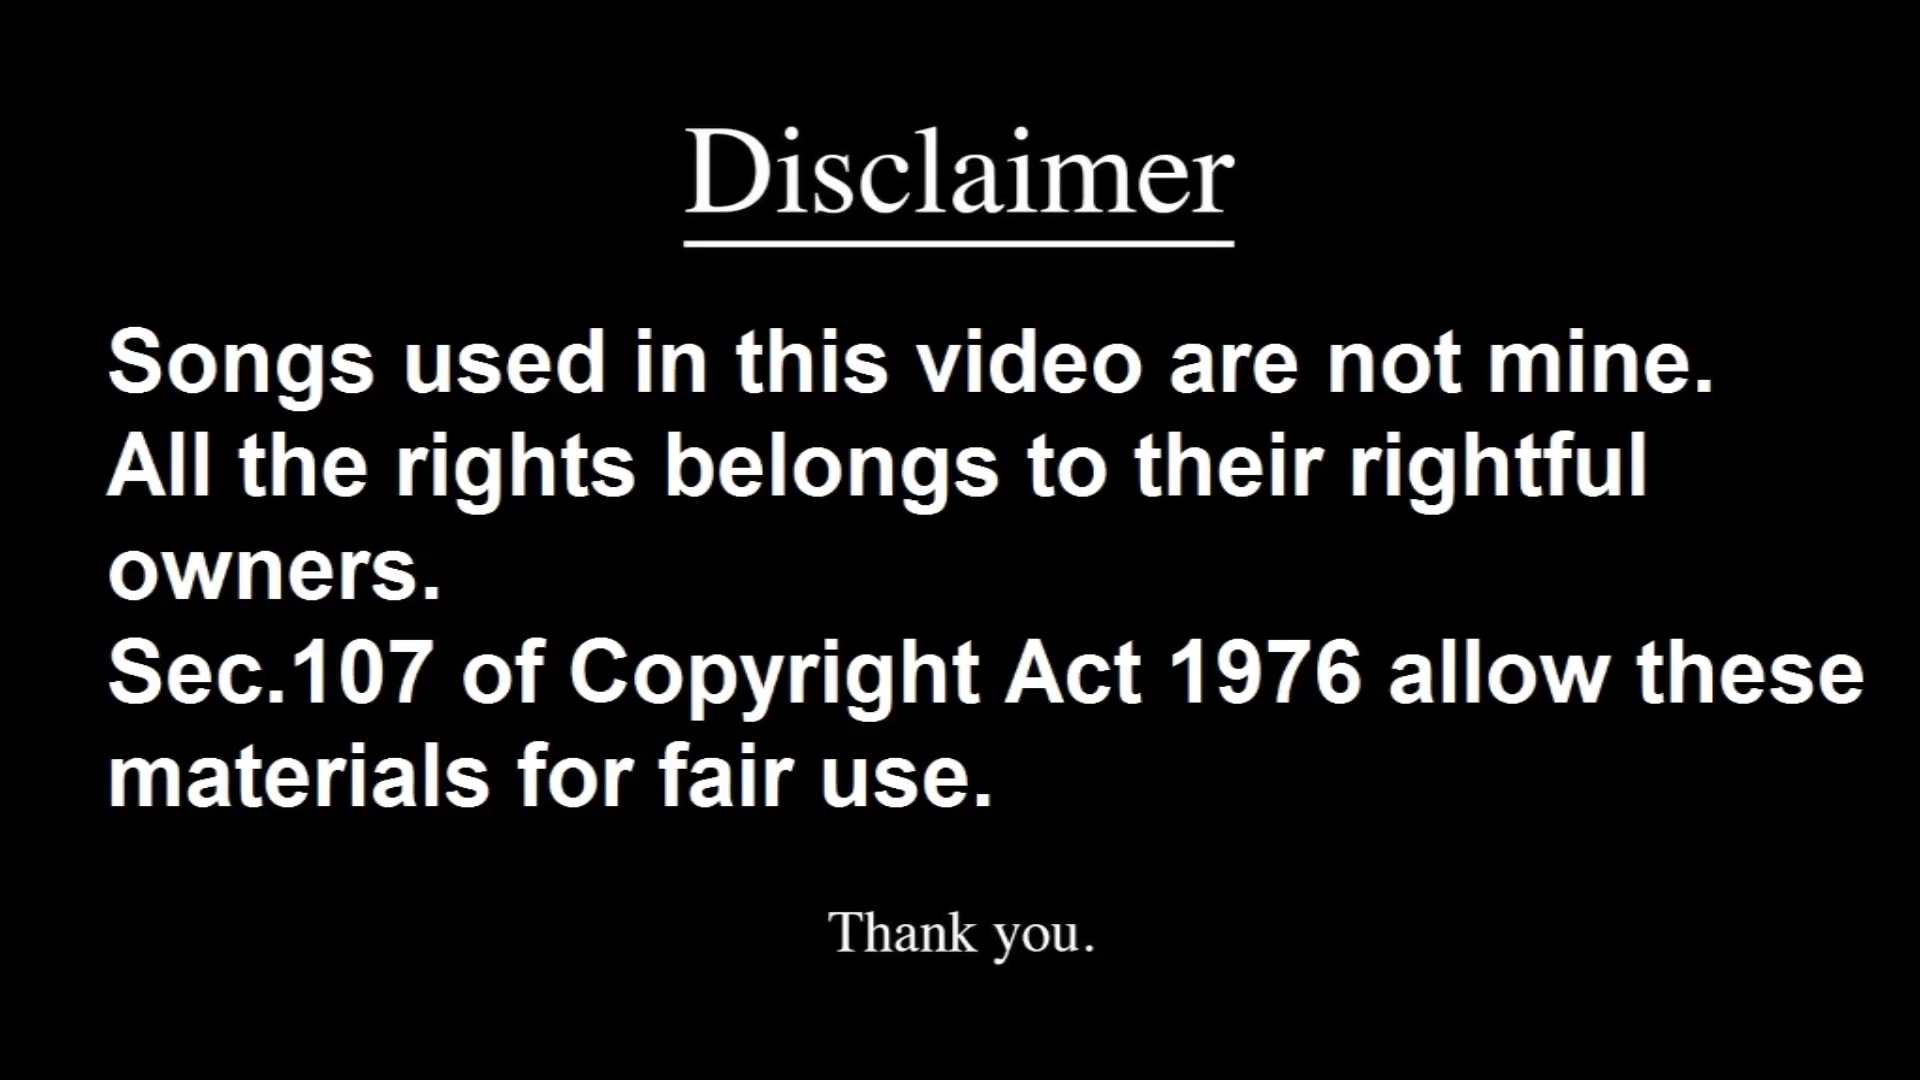 Disclaimer
Songs used in this video are not mine.
All the rights belongs to their rightful
owners.
Sec.107 of Copyright Act 1976 allow these
materials for fair use.
Thank you.